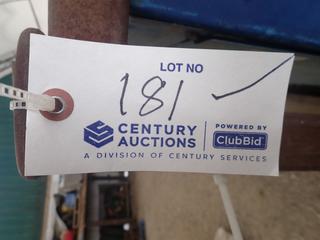 LOT NO
181
CENTURY
AUCTIONS
POWERED BY
ClubBid
A DIVISION OF CENTURY SERVICES